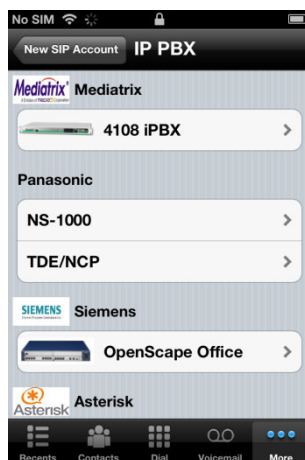 No SIM
New SIP Account
IP PBX
Mediatrix
Mediatrix
4108 iPBX
Panasonic
NS-1000
TDE/NCP
SIEMENS
Siemens
OpenScape Office
Asterisk
Asterisk
Recents
Contacts
Dial
Voicemail
More